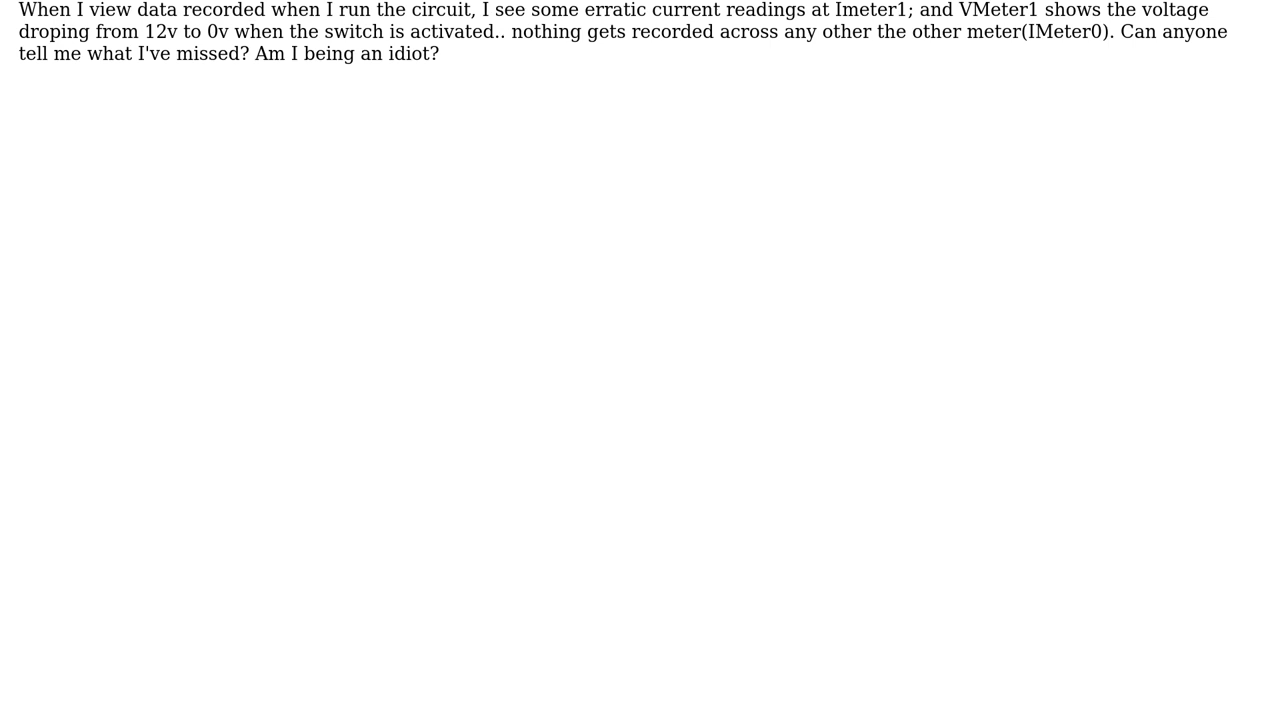 When I view data recorded when I run the circuit, I see some erratic current readings at Imeter1; and VMeter1 shows the voltage
droping from 12v to 0v when the switch is activated.. nothing gets recorded across any other the other meter(IMeter0). Can anyone
tell me what I've missed? Am I being an idiot?